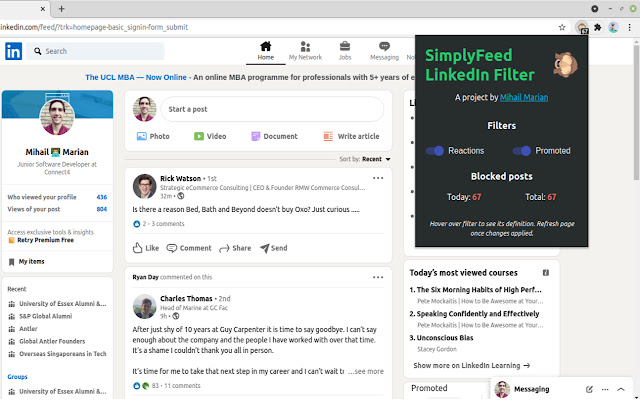 inkedin.com/feed/?trk=homepage-basic_signin-form_submit
67
in
Search
Home
My Network
Jobs
Messaging
The UCL MBA — Now Online - An online MBA programme for professionals with 5+ years of e
SimplyFeed
LinkedIn Filter
A project by Mihail Marian
Filters
Reactions
Promoted
Blocked posts
Today: 67
Total: 67
Hover over filter to see its definition. Refresh page
once changes applied.
Mihail Marian
Junior Software Developer at
Connect4
Who viewed your profile 436
Views of your post 804
Access exclusive tools & insights
Retry Premium Free
My items
Recent
University of Essex Alumni &...
S&P Global Alumni
Antler
Global Antler Founders
Overseas Singaporeans in Tech
Groups
University of Essex Alumni &...
Start a post
Photo
Video
Document
Write article
Sort by: Recent
Rick Watson • 1st
Strategic eCommerce Consulting | CEO & Founder RMW Commerce Consul...
32m •
Is there a reason Bed, Bath and Beyond doesn't buy Oxo? Just curious .....
2 • 3 comments
Like
Comment
Share
Send
Ryan Day commented on this
Charles Thomas • 2nd
Head of Marine at GC Fac
9h •
After just shy of 10 years at Guy Carpenter it is time to say goodbye. I can't say
enough about the company and the people I have worked with over that time.
It's a shame I couldn't thank you all in person.
It's time for me to take that next step in my career and I can't wait to ...see more
83 • 11 comments
Li
Today's most viewed courses
1. The Six Morning Habits of High Perf...
Pete Mockaitis | How to Be Awesome at Your...
2. Speaking Confidently and Effectively
Pete Mockaitis | How to Be Awesome at Your...
3. Unconscious Bias
Stacey Gordon
Show more on LinkedIn Learning →
Promoted
Messaging